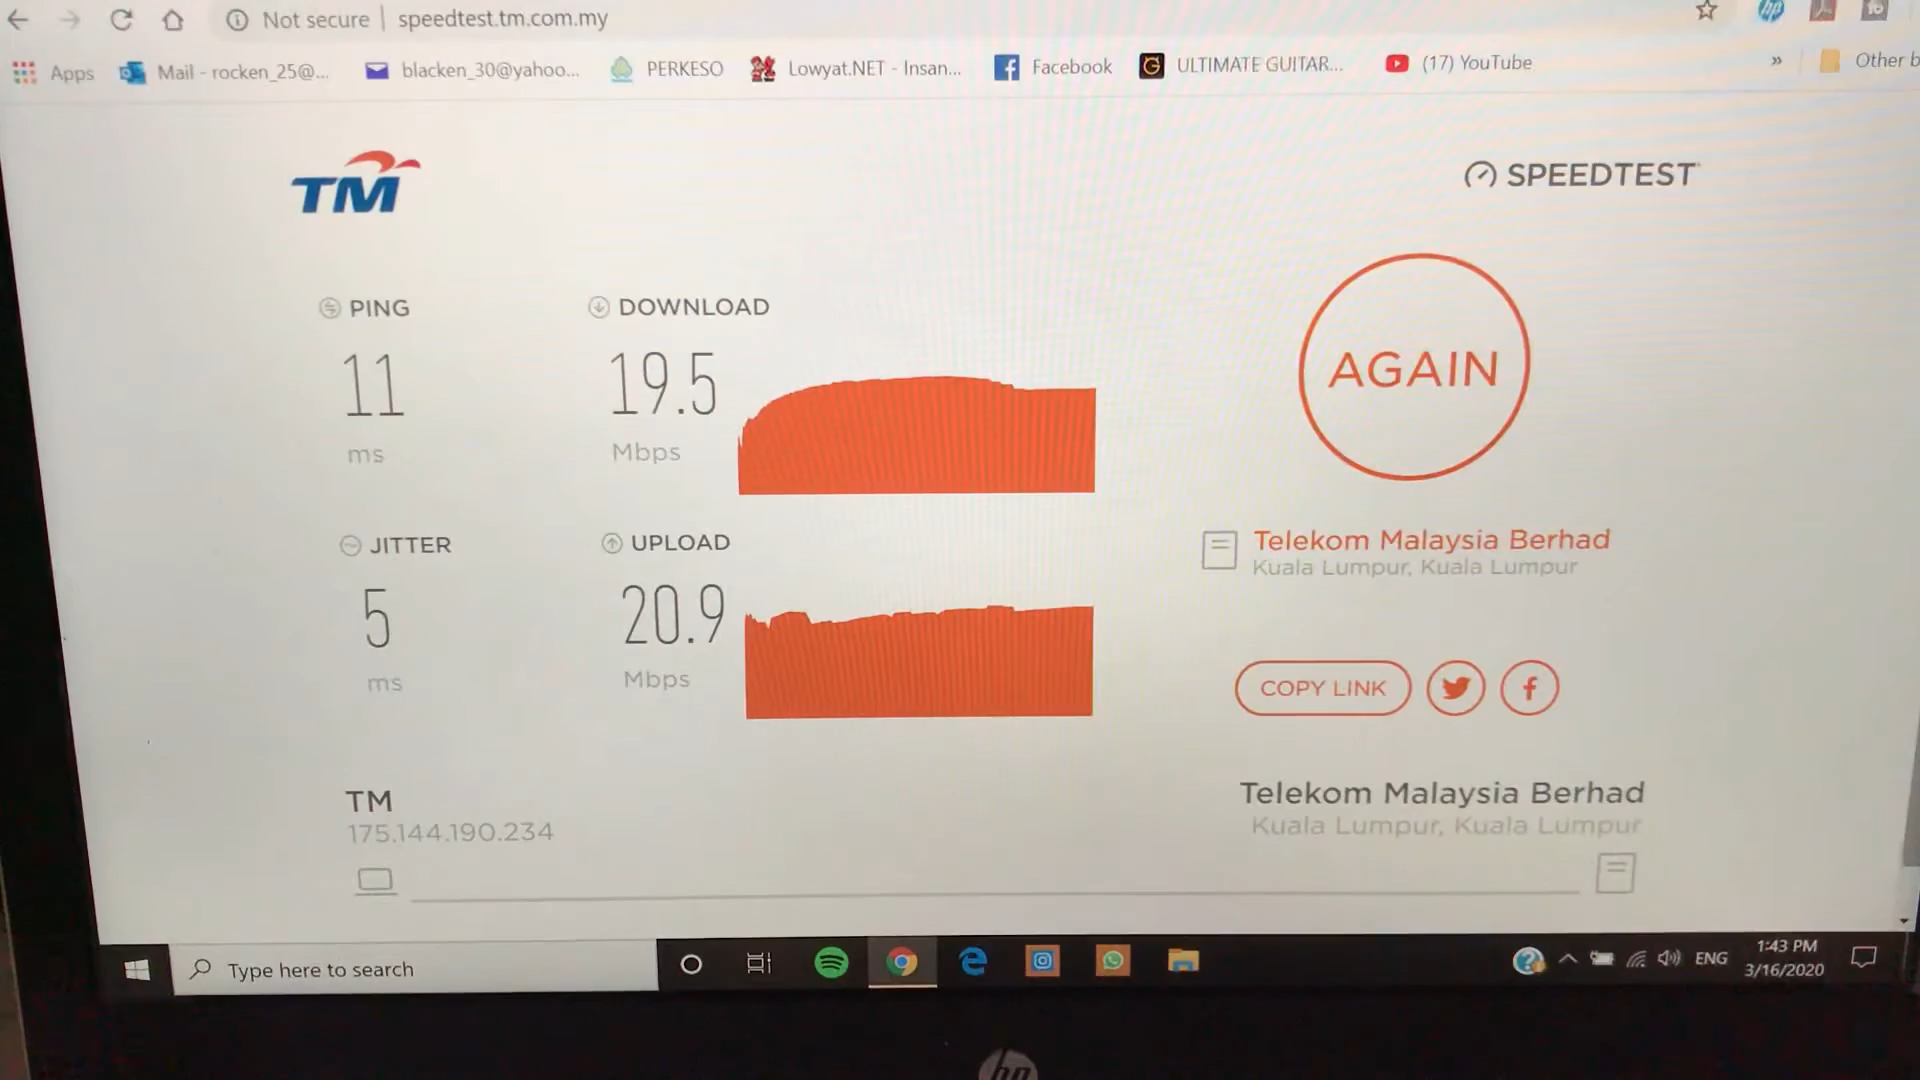 Not secure | speedtest.tm.com.my
Apps Mail - rocken_25@... blacken_30@yahoo... PERKESO Lowyat.NET - Insan... Facebook ULTIMATE GUITAR... (17) YouTube » Other b
TM
SPEEDTEST
PING
11
ms
DOWNLOAD
19.5
Mbps
AGAIN
JITTER
5
ms
UPLOAD
20.9
Mbps
Telekom Malaysia Berhad
Kuala Lumpur, Kuala Lumpur
COPY LINK
TM
175.144.190.234
Telekom Malaysia Berhad
Kuala Lumpur, Kuala Lumpur
Type here to search
ENG
1:43 PM
3/16/2020
hp